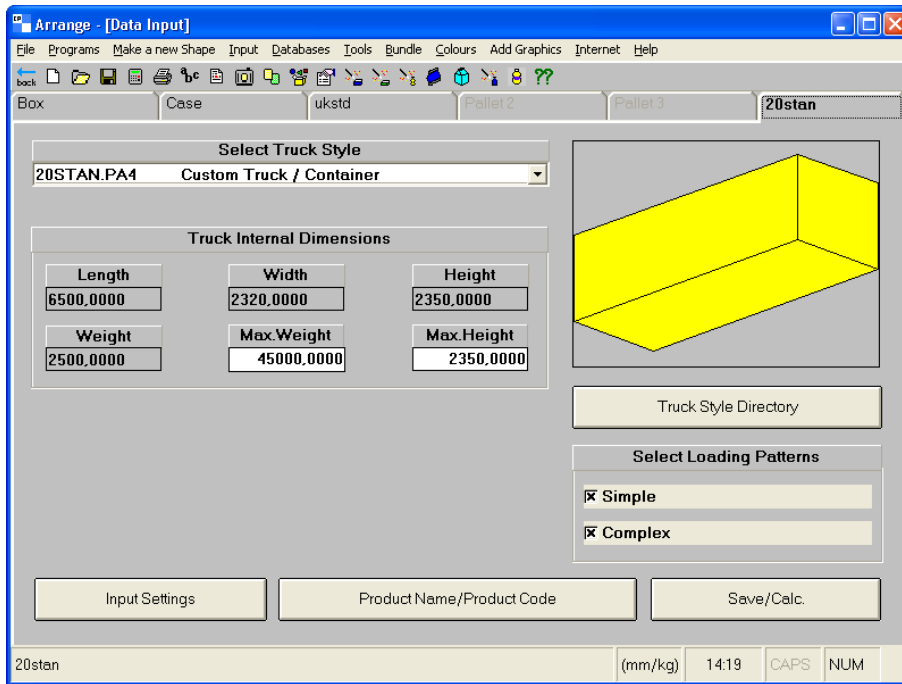 Arrange - [Data Input]
File Programs Make a new Shape Input Databases Tools Bundle Colours Add Graphics Internet Help
back abc ??
Box Case ukstd Pallet 2 Pallet 3 20stan
Select Truck Style
20STAN.PA4 Custom Truck / Container
Truck Internal Dimensions
Length Width Height
6500,0000 2320,0000 2350,0000
Weight Max.Weight Max.Height
2500,0000 45000,0000 2350,0000
Truck Style Directory
Select Loading Patterns
Simple
Complex
Input Settings Product Name/Product Code Save/Calc.
20stan (mm/kg) 14:19 CAPS NUM